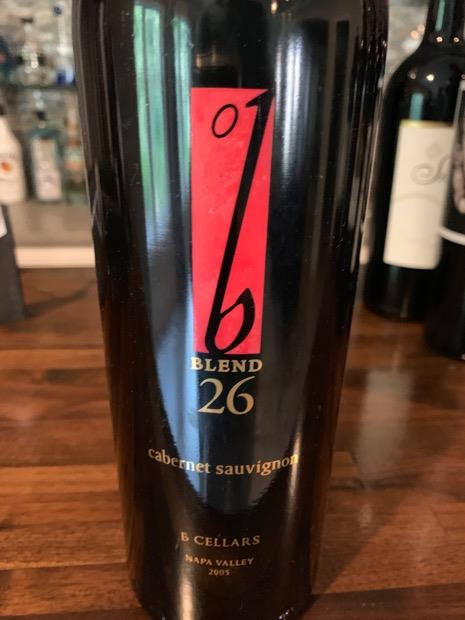 b
BLEND
26
cabernet sauvignon
B CELLARS
NAPA VALLEY
2005